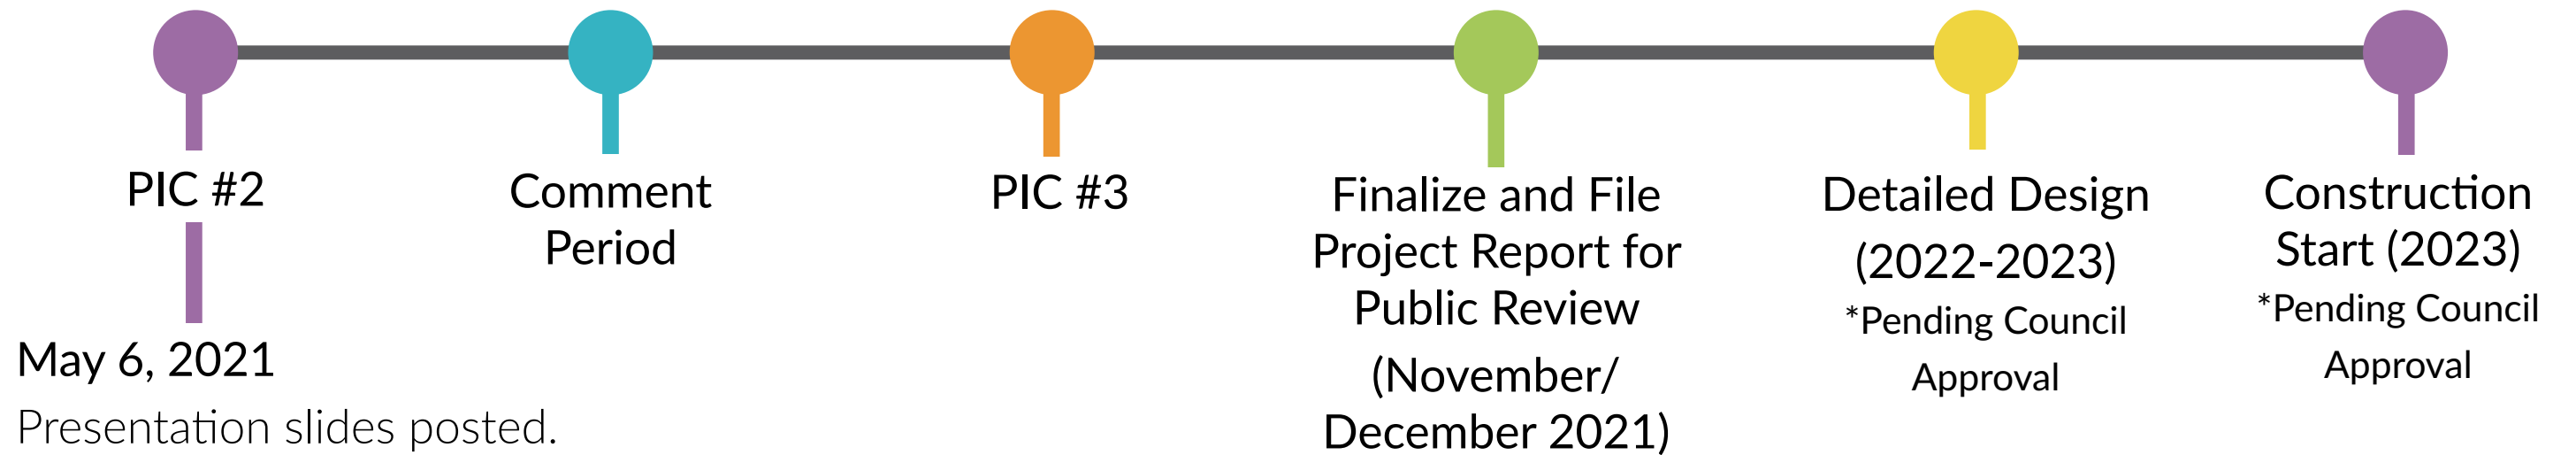 PIC #2
May 6, 2021
Presentation slides posted.
Comment
Period
PIC #3
Finalize and File
Project Report for
Public Review
(November/
December 2021)
Detailed Design
(2022-2023)
*Pending Council
Approval
Construction
Start (2023)
*Pending Council
Approval